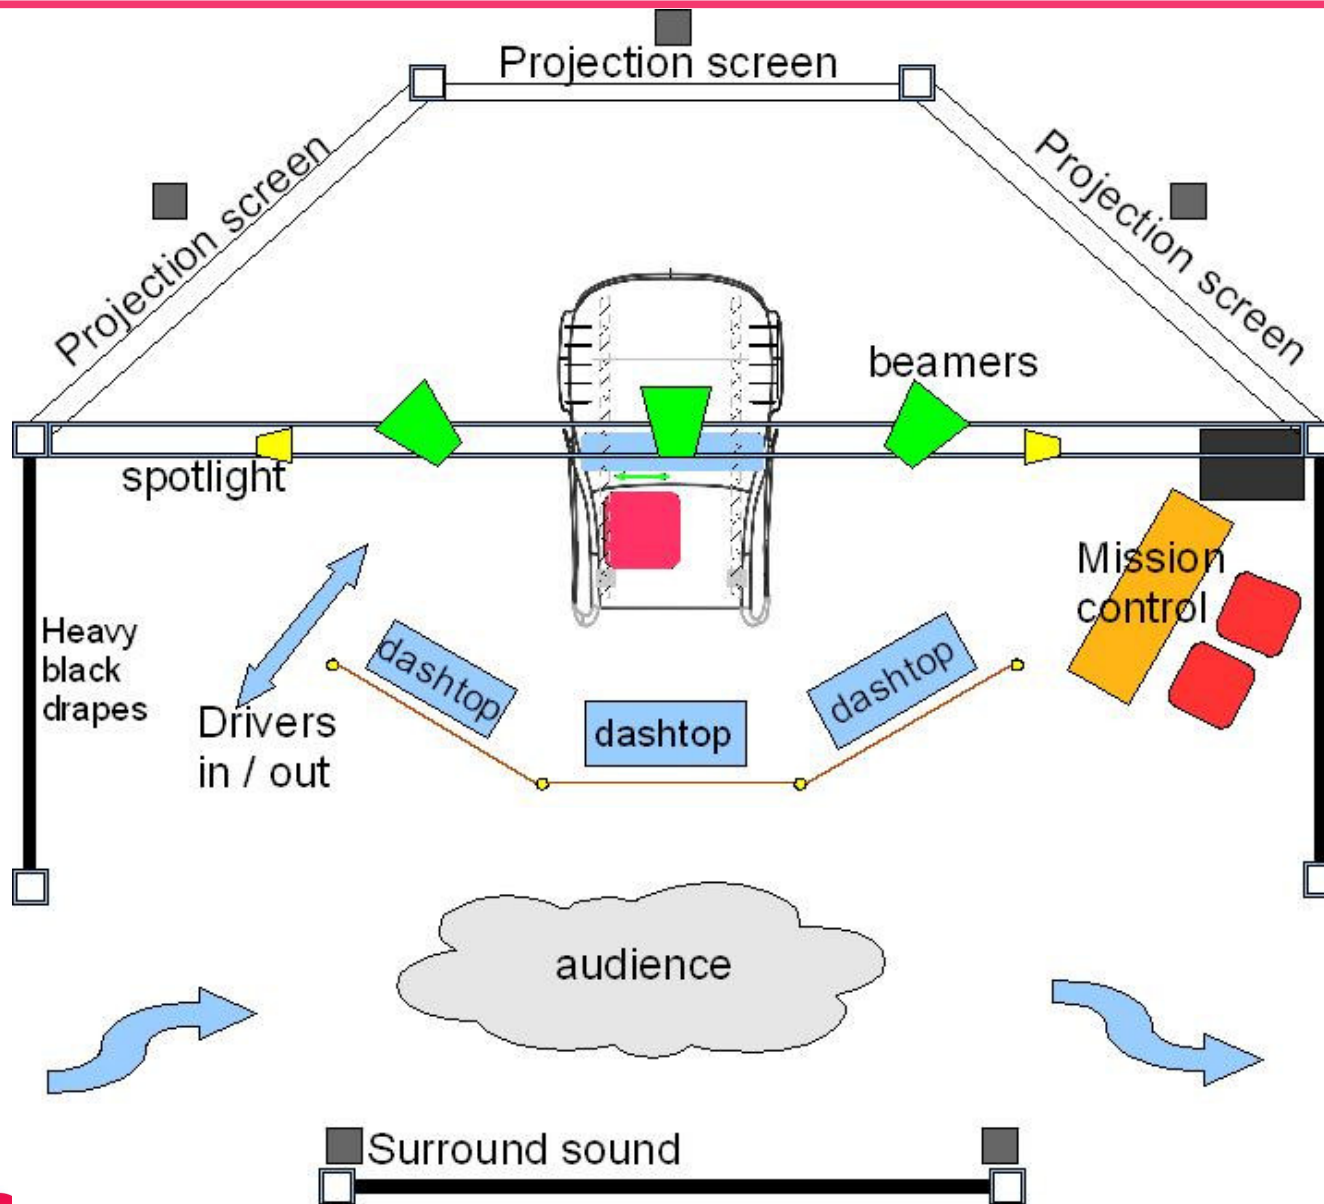 Projection screen
Projection screen
Projection screen
beamers
spotlight
Mission
control
Heavy
black
drapes
dashtop
dashtop
dashtop
Drivers
in / out
audience
Surround sound